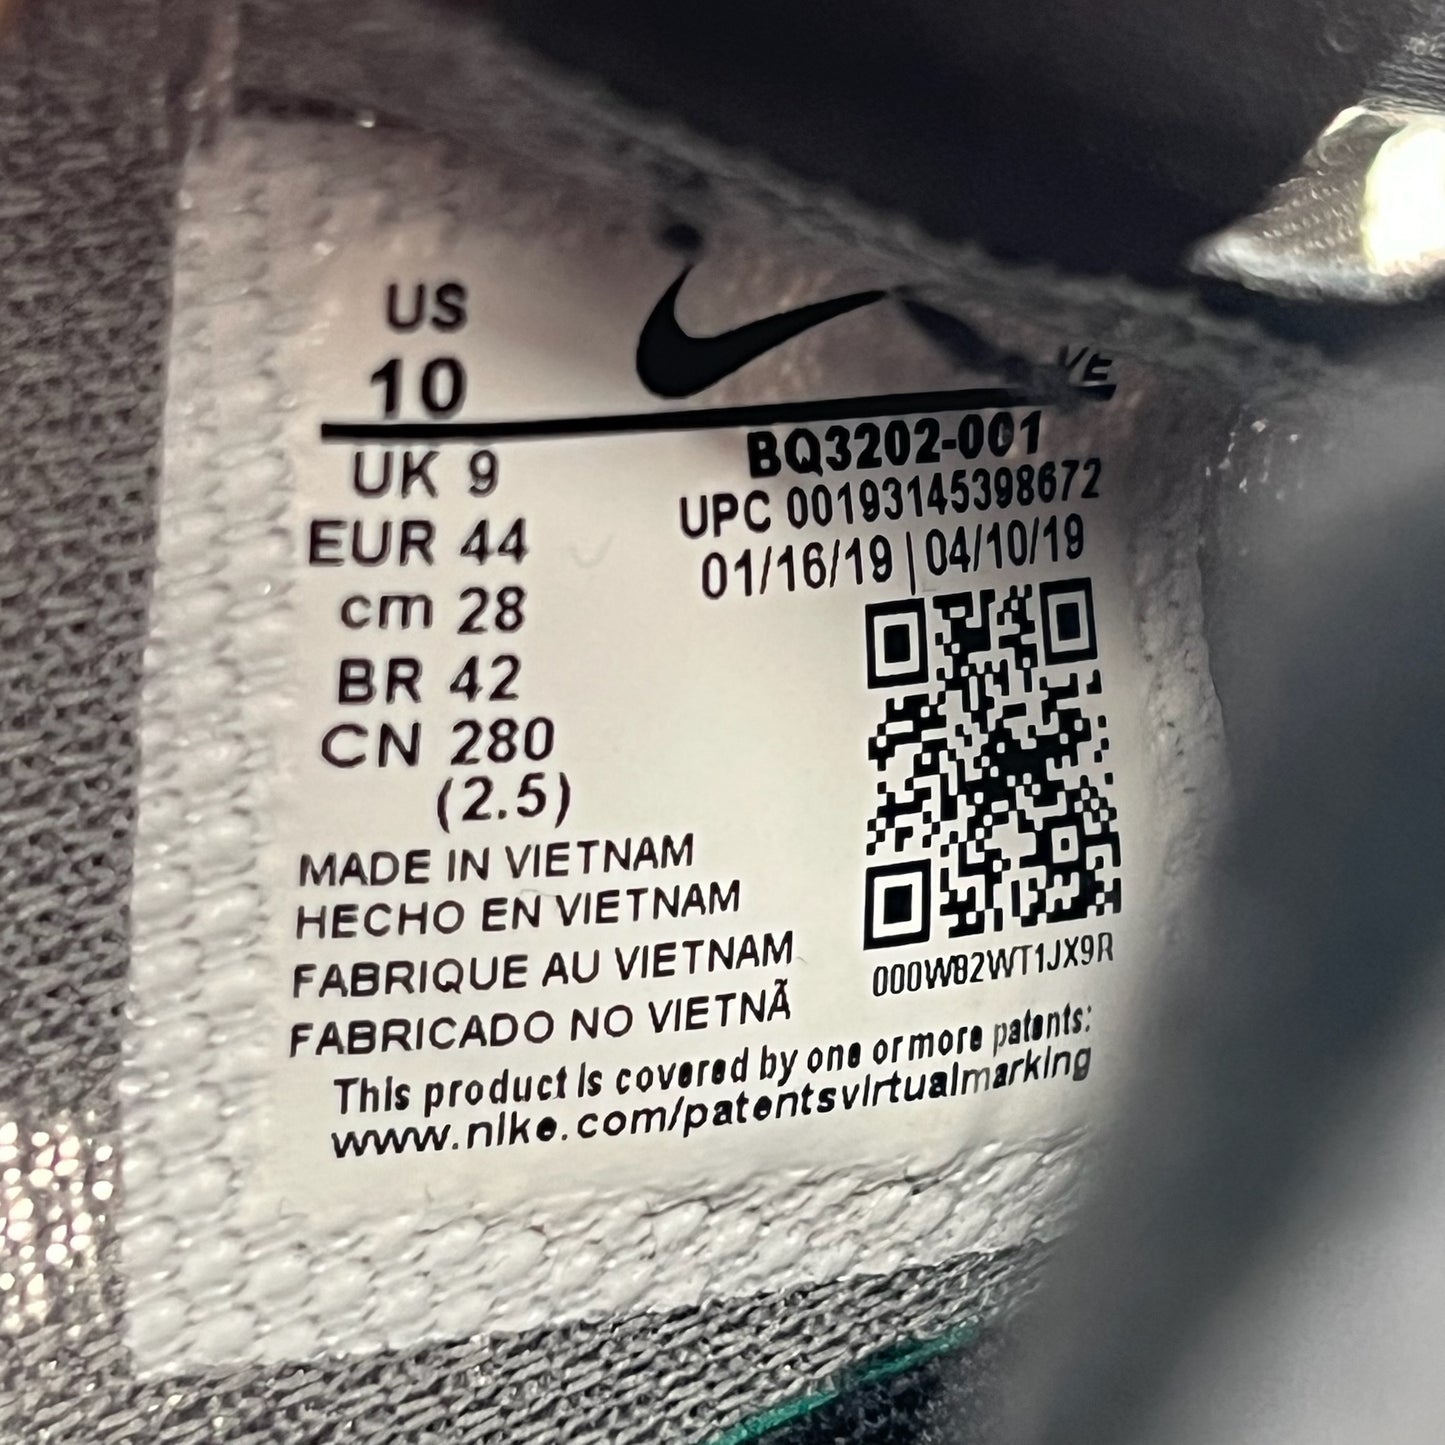 US
10
VE
UK 9
EUR 44
cm 28
BR 42
CN 280
(2.5)
BQ3202-001
UPC 00193145398672
01/16/19 | 04/10/19
000W82WT1JX9R
MADE IN VIETNAM
HECHO EN VIETNAM
FABRIQUE AU VIETNAM
FABRICADO NO VIETNÃ
This product is covered by one or more patents:
www.nike.com/patentsvirtualmarking